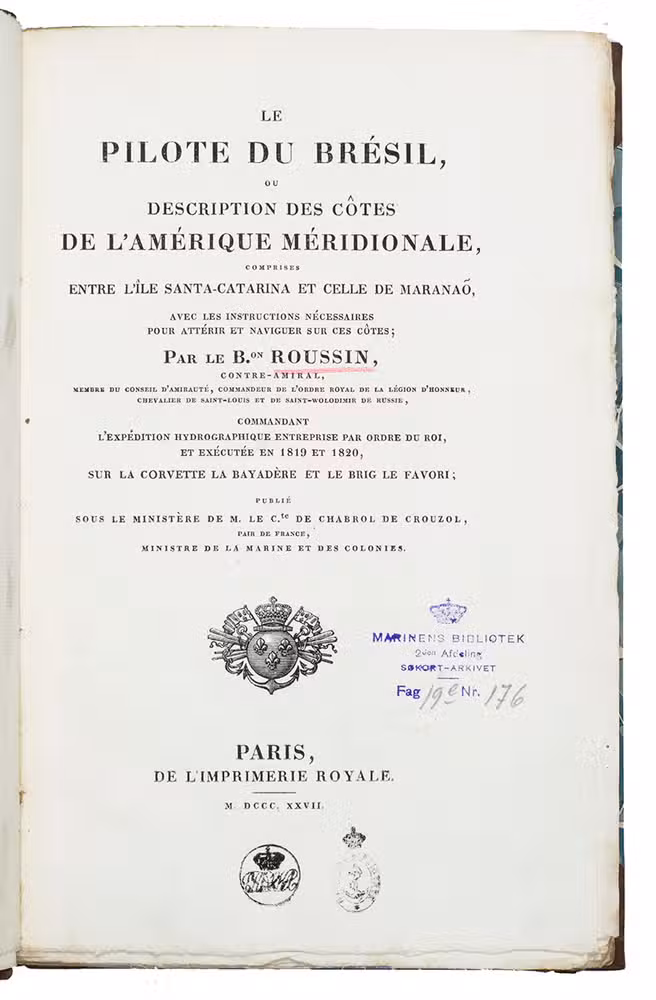 LE
PILOTE DU BRÉSIL,
OU
DESCRIPTION DES CÔTES
DE L'AMÉRIQUE MÉRIDIONALE,
COMPRISES
ENTRE L'ÎLE SANTA-CATARINA ET CELLE DE MARANAÕ,
AVEC LES INSTRUCTIONS NÉCESSAIRES
POUR ATTÉRIR ET NAVIGUER SUR CES CÔTES;
PAR LE B.ON ROUSSIN,
CONTRE-AMIRAL,
MEMBRE DU CONSEIL D'AMIRAUTÉ, COMMANDEUR DE L'ORDRE ROYAL DE LA LÉGION D'HONNEUR,
CHEVALIER DE SAINT-LOUIS ET DE SAINT-WOLODIMIR DE RUSSIE,
COMMANDANT
L'EXPÉDITION HYDROGRAPHIQUE ENTREPRISE PAR ORDRE DU ROI,
ET EXÉCUTÉE EN 1819 ET 1820,
SUR LA CORVETTE LA BAYADÈRE ET LE BRIG LE FAVORI;
PUBLIÉ
SOUS LE MINISTÈRE DE M. LE C.te DE CHABROL DE CROUZOL,
PAIR DE FRANCE,
MINISTRE DE LA MARINE ET DES COLONIES.
MARINENS BIBLIOTEK
2den Afdeling
SØKORT-ARKIVET
Fag 19e Nr. 176
PARIS,
DE L'IMPRIMERIE ROYALE.
M. DCCC. XXVII.